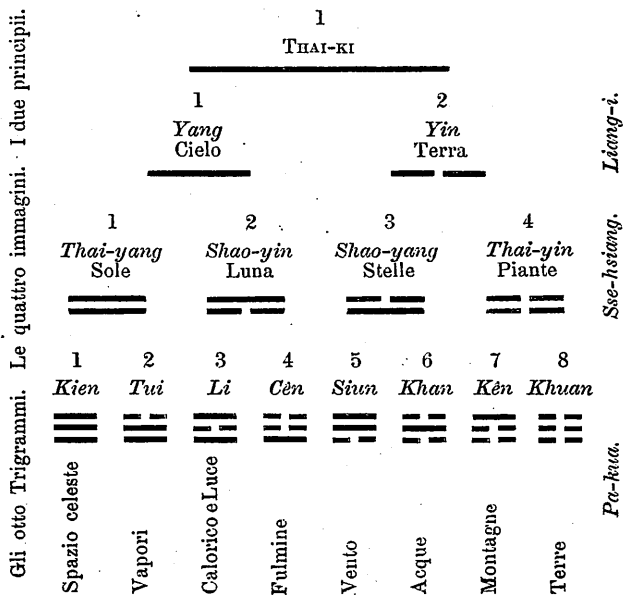 1
THAI-KI
1 2
Yang Yin
Cielo Terra
1 2 3 4
Thai-yang Shao-yin Shao-yang Thai-yin
Sole Luna Stelle Piante
1 2 3 4 5 6 7 8
Kien Tui Li Cên Siun Khan Kên Khuan
Spazio celeste
Vapori
Calorico e Luce
Fulmine
Vento
Acque
Montagne
Terre
Gli otto Trigrammi. Le quattro immagini. I due principii.
Liang-i.
Sse-hsiang.
Pa-kua.